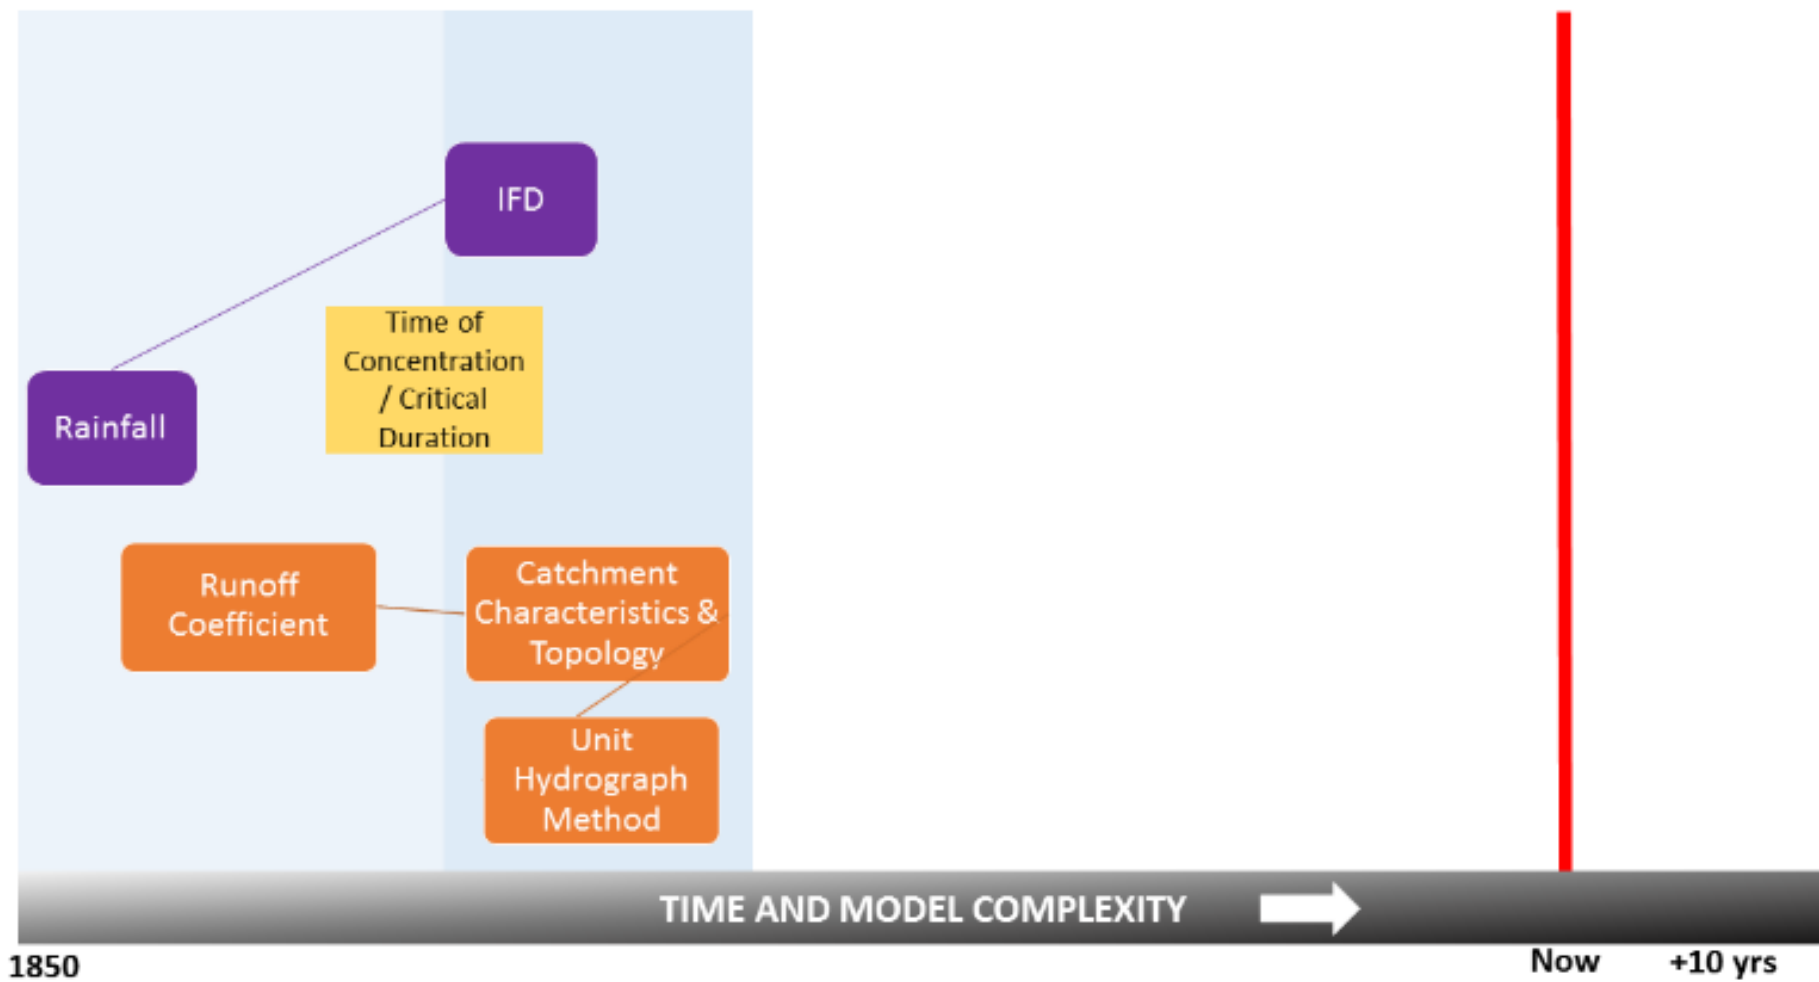 IFD
Time of
Concentration
/ Critical
Duration
Rainfall
Runoff
Coefficient
Catchment
Characteristics &
Topology
Unit
Hydrograph
Method
TIME AND MODEL COMPLEXITY
1850
Now
+10 yrs